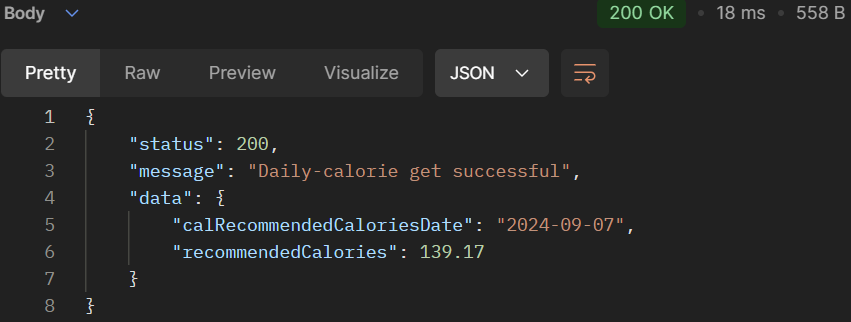 Body
200 OK • 18 ms • 558 B
Pretty Raw Preview Visualize JSON
1 {
2 "status": 200,
3 "message": "Daily-calorie get successful",
4 "data": {
5 "calRecommendedCaloriesDate": "2024-09-07",
6 "recommendedCalories": 139.17
7 }
8 }